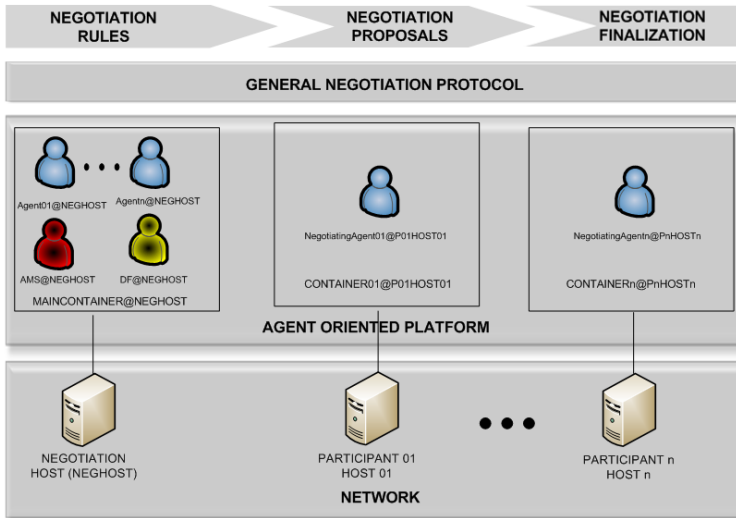 NEGOTIATION RULES
NEGOTIATION PROPOSALS
NEGOTIATION FINALIZATION
GENERAL NEGOTIATION PROTOCOL
Agent01@NEGHOST
Agentn@NEGHOST
AMS@NEGHOST
DF@NEGHOST
MAINCONTAINER@NEGHOST
NegotiatingAgent01@P01HOST01
CONTAINER01@P01HOST01
NegotiatingAgentn@PnHOSTn
CONTAINERn@PnHOSTn
AGENT ORIENTED PLATFORM
NEGOTIATION
HOST (NEGHOST)
PARTICIPANT 01
HOST 01
PARTICIPANT n
HOST n
NETWORK